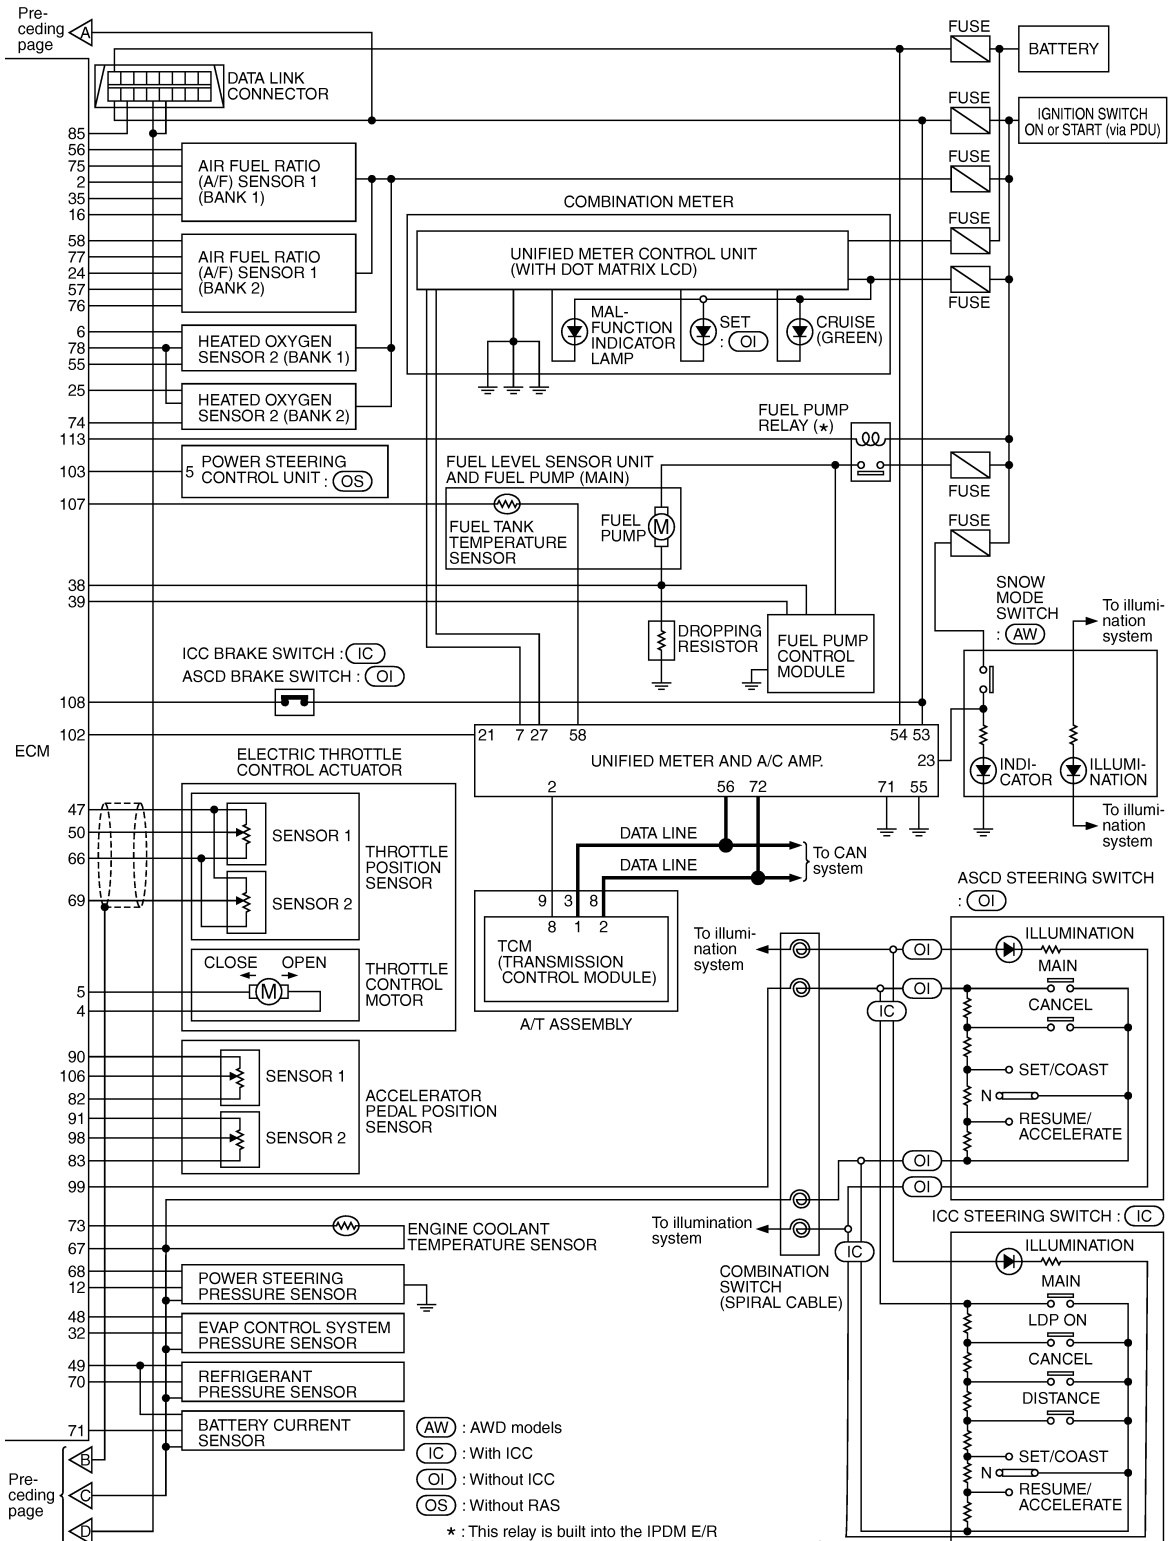 Pre-
ceding
page
A
FUSE
BATTERY
DATA LINK
CONNECTOR
FUSE
IGNITION SWITCH
ON or START (via PDU)
85
56
75
2
35
16
AIR FUEL RATIO
(A/F) SENSOR 1
(BANK 1)
FUSE
COMBINATION METER
FUSE
58
77
24
57
76
AIR FUEL RATIO
(A/F) SENSOR 1
(BANK 2)
UNIFIED METER CONTROL UNIT
(WITH DOT MATRIX LCD)
FUSE
MAL-
FUNCTION
INDICATOR
LAMP
SET
: OI
CRUISE
(GREEN)
6
78
55
HEATED OXYGEN
SENSOR 2 (BANK 1)
25
74
HEATED OXYGEN
SENSOR 2 (BANK 2)
113
FUEL PUMP
RELAY (*)
103
5
POWER STEERING
CONTROL UNIT : OS
FUEL LEVEL SENSOR UNIT
AND FUEL PUMP (MAIN)
FUSE
107
FUEL TANK
TEMPERATURE
SENSOR
FUEL
PUMP
M
FUSE
38
39
SNOW
MODE
SWITCH
: AW
To illumi-
nation
system
DROPPING
RESISTOR
FUEL PUMP
CONTROL
MODULE
ICC BRAKE SWITCH : IC
ASCD BRAKE SWITCH : OI
108
102
ECM
21 7 27 58 54 53
23
UNIFIED METER AND A/C AMP.
2 56 72 71 55
INDI-
CATOR
ILLUMI-
NATION
To illumi-
nation
system
ELECTRIC THROTTLE
CONTROL ACTUATOR
47
50
66
69
SENSOR 1
SENSOR 2
THROTTLE
POSITION
SENSOR
DATA LINE
DATA LINE
To CAN
system
9 3 8
8 1 2
TCM
(TRANSMISSION
CONTROL MODULE)
A/T ASSEMBLY
5
4
CLOSE OPEN
M
THROTTLE
CONTROL
MOTOR
ASCD STEERING SWITCH
: OI
To illumi-
nation
system
OI
ILLUMINATION
MAIN
OI
IC
CANCEL
SET/COAST
N
RESUME/
ACCELERATE
OI
OI
90
106
82
91
98
83
SENSOR 1
SENSOR 2
ACCELERATOR
PEDAL POSITION
SENSOR
99
73
67
ENGINE COOLANT
TEMPERATURE SENSOR
To illumination
system
IC
COMBINATION
SWITCH
(SPIRAL CABLE)
ICC STEERING SWITCH : IC
ILLUMINATION
MAIN
LDP ON
CANCEL
DISTANCE
SET/COAST
N
RESUME/
ACCELERATE
68
12
POWER STEERING
PRESSURE SENSOR
48
32
EVAP CONTROL SYSTEM
PRESSURE SENSOR
49
70
REFRIGERANT
PRESSURE SENSOR
71
BATTERY CURRENT
SENSOR
AW : AWD models
IC : With ICC
OI : Without ICC
OS : Without RAS
* : This relay is built into the IPDM E/R
Pre-
ceding
page
B
C
D